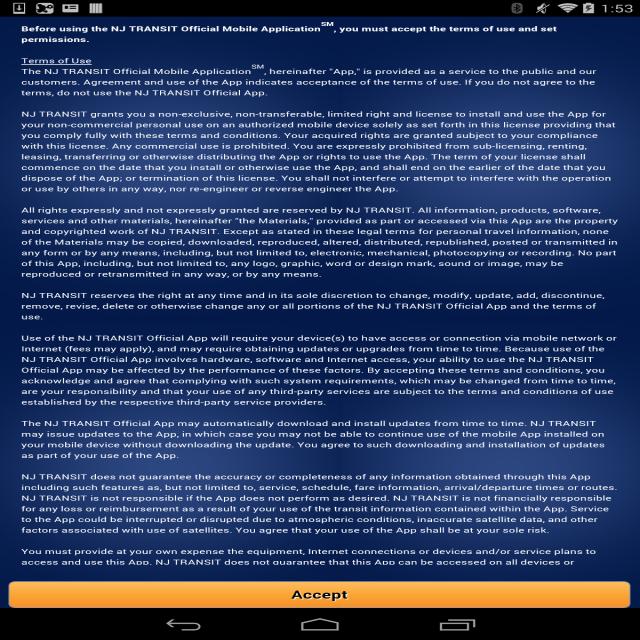 1:53
Before using the NJ TRANSIT Official Mobile Application SM, you must accept the terms of use and set
permissions.
Terms of Use
The NJ TRANSIT Official Mobile Application SM, hereinafter "App," is provided as a service to the public and our
customers. Agreement and use of the App indicates acceptance of the terms of use. If you do not agree to the
terms, do not use the NJ TRANSIT Official App.
NJ TRANSIT grants you a non-exclusive, non-transferable, limited right and license to install and use the App for
your non-commercial personal use on an authorized mobile device solely as set forth in this license providing that
you comply fully with these terms and conditions. Your acquired rights are granted subject to your compliance
with this license. Any commercial use is prohibited. You are expressly prohibited from sub-licensing, renting,
leasing, transferring or otherwise distributing the App or rights to use the App. The term of your license shall
commence on the date that you install or otherwise use the App, and shall end on the earlier of the date that you
dispose of the App; or termination of this license. You shall not interfere or attempt to interfere with the operation
or use by others in any way, nor re-engineer or reverse engineer the App.
All rights expressly and not expressly granted are reserved by NJ TRANSIT. All information, products, software,
services and other materials, hereinafter "the Materials," provided as part or accessed via this App are the property
and copyrighted work of NJ TRANSIT. Except as stated in these legal terms for personal travel information, none
of the Materials may be copied, downloaded, reproduced, altered, distributed, republished, posted or transmitted in
any form or by any means, including, but not limited to, electronic, mechanical, photocopying or recording. No part
of this App, including, but not limited to, any logo, graphic, word or design mark, sound or image, may be
reproduced or retransmitted in any way, or by any means.
NJ TRANSIT reserves the right at any time and in its sole discretion to change, modify, update, add, discontinue,
remove, revise, delete or otherwise change any or all portions of the NJ TRANSIT Official App and the terms of
use.
Use of the NJ TRANSIT Official App will require your device(s) to have access or connection via mobile network or
Internet (fees may apply), and may require obtaining updates or upgrades from time to time. Because use of the
NJ TRANSIT Official App involves hardware, software and Internet access, your ability to use the NJ TRANSIT
Official App may be affected by the performance of these factors. By accepting these terms and conditions, you
acknowledge and agree that complying with such system requirements, which may be changed from time to time,
are your responsibility and that your use of any third-party services are subject to the terms and conditions of use
established by the respective third-party service providers.
The NJ TRANSIT Official App may automatically download and install updates from time to time. NJ TRANSIT
may issue updates to the App, in which case you may not be able to continue use of the mobile App installed on
your mobile device without downloading the update. You agree to such downloading and installation of updates
as part of your use of the App.
NJ TRANSIT does not guarantee the accuracy or completeness of any information obtained through this App
including such features as, but not limited to, service, schedule, fare information, arrival/departure times or routes.
NJ TRANSIT is not responsible if the App does not perform as desired. NJ TRANSIT is not financially responsible
for any loss or reimbursement as a result of your use of the transit information contained within the App. Service
to the App could be interrupted or disrupted due to atmospheric conditions, inaccurate satellite data, and other
factors associated with use of satellites. You agree that your use of the App shall be at your sole risk.
You must provide at your own expense the equipment, Internet connections or devices and/or service plans to
access and use this App. NJ TRANSIT does not guarantee that this App can be accessed on all devices or
Accept